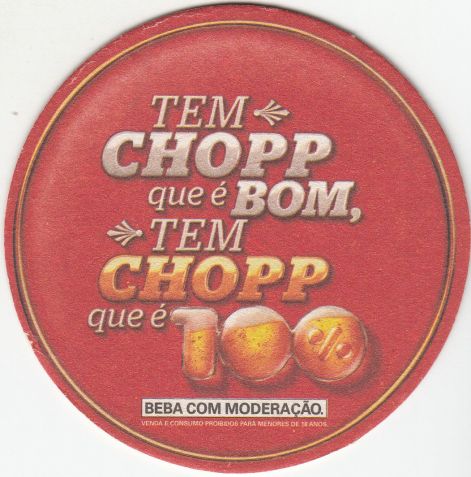 TEM
CHOPP
que é BOM,
TEM
CHOPP
que é 100%
BEBA COM MODERAÇÃO.
VENDA E CONSUMO PROIBIDOS PARA MENORES DE 18 ANOS.